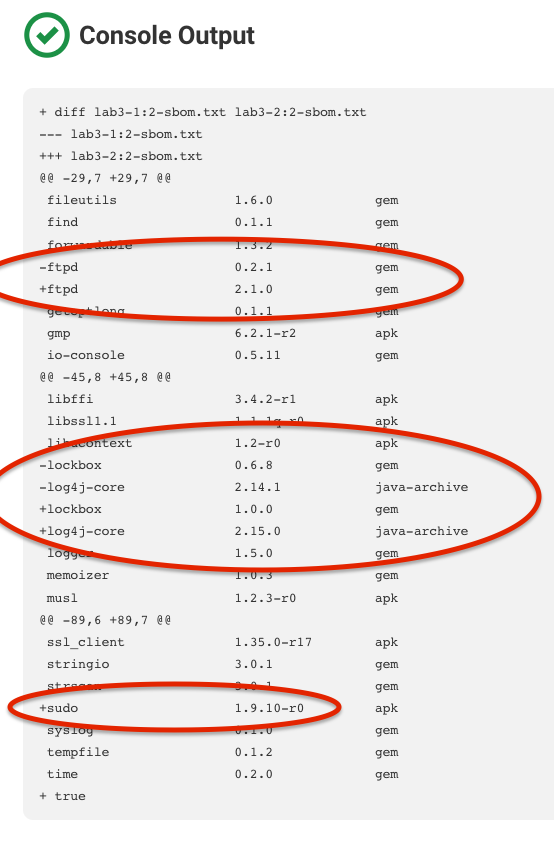 Console Output
+ diff lab3-1:2-sbom.txt lab3-2:2-sbom.txt
--- lab3-1:2-sbom.txt
+++ lab3-2:2-sbom.txt
@@ -29,7 +29,7 @@
fileutils 1.6.0 gem
find 0.1.1 gem
forwardable 1.3.2 gem
-ftpd 0.2.1 gem
+ftpd 2.1.0 gem
getoptlong 0.1.1 gem
gmp 6.2.1-r2 apk
io-console 0.5.11 gem
@@ -45,8 +45,8 @@
libffi 3.4.2-r1 apk
libssl1.1 1.1.1q-r0 apk
libucontext 1.2-r0 apk
-lockbox 0.6.8 gem
-log4j-core 2.14.1 java-archive
+lockbox 1.0.0 gem
+log4j-core 2.15.0 java-archive
logger 1.5.0 gem
memoizer 1.0.3 gem
musl 1.2.3-r0 apk
@@ -89,6 +89,7 @@
ssl_client 1.35.0-r17 apk
stringio 3.0.1 gem
strscan 3.0.1 gem
+sudo 1.9.10-r0 apk
syslog 0.1.0 gem
tempfile 0.1.2 gem
time 0.2.0 gem
+ true